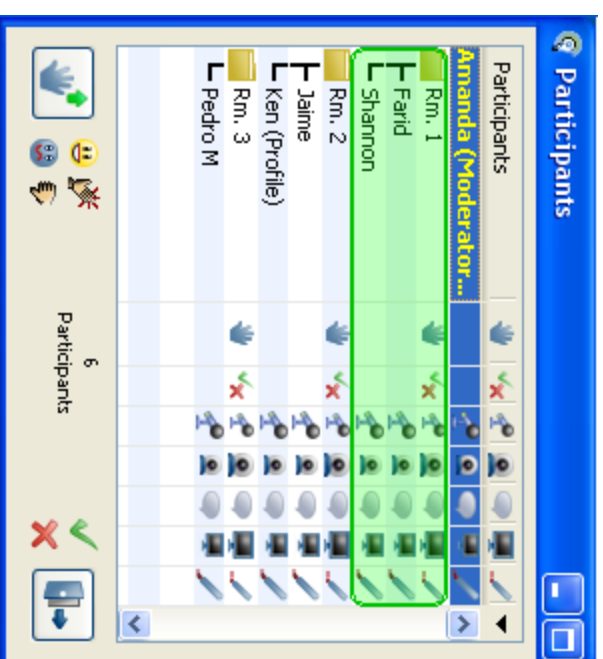 Participants
Participants
Amanda (Moderator...
Rm. 1
Farid
Shannon
Rm. 2
Jaime
Ken (Profile)
Rm. 3
Pedro M
6
Participants